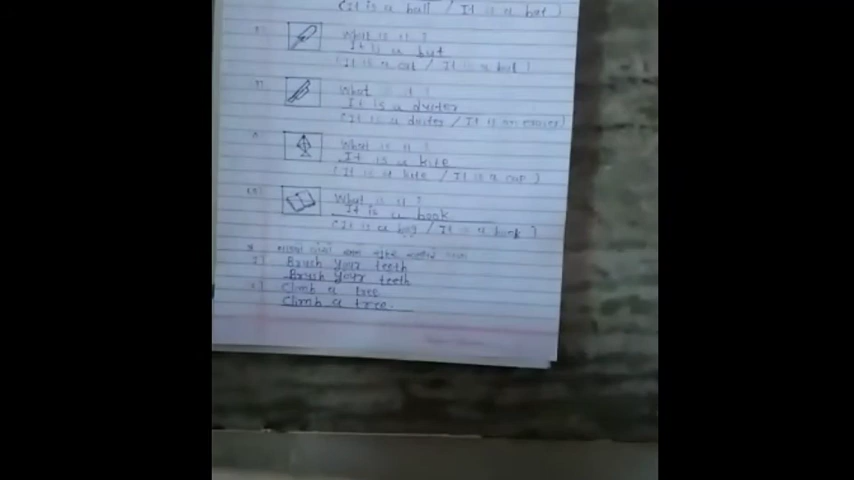 (It is a ball / It is a bat)
What is it ?
It is a but
(It is a cat / It is a bat)
What it ?
It is a duster
(It is a duster / It is an eraser)
What is it ?
It is a kite
(It is a kite / It is a cup)
What is it ?
It is a book
(It is a bag / It is a book)
Brush your teeth
Brush your teeth
Climb a tree
Climb a tree.